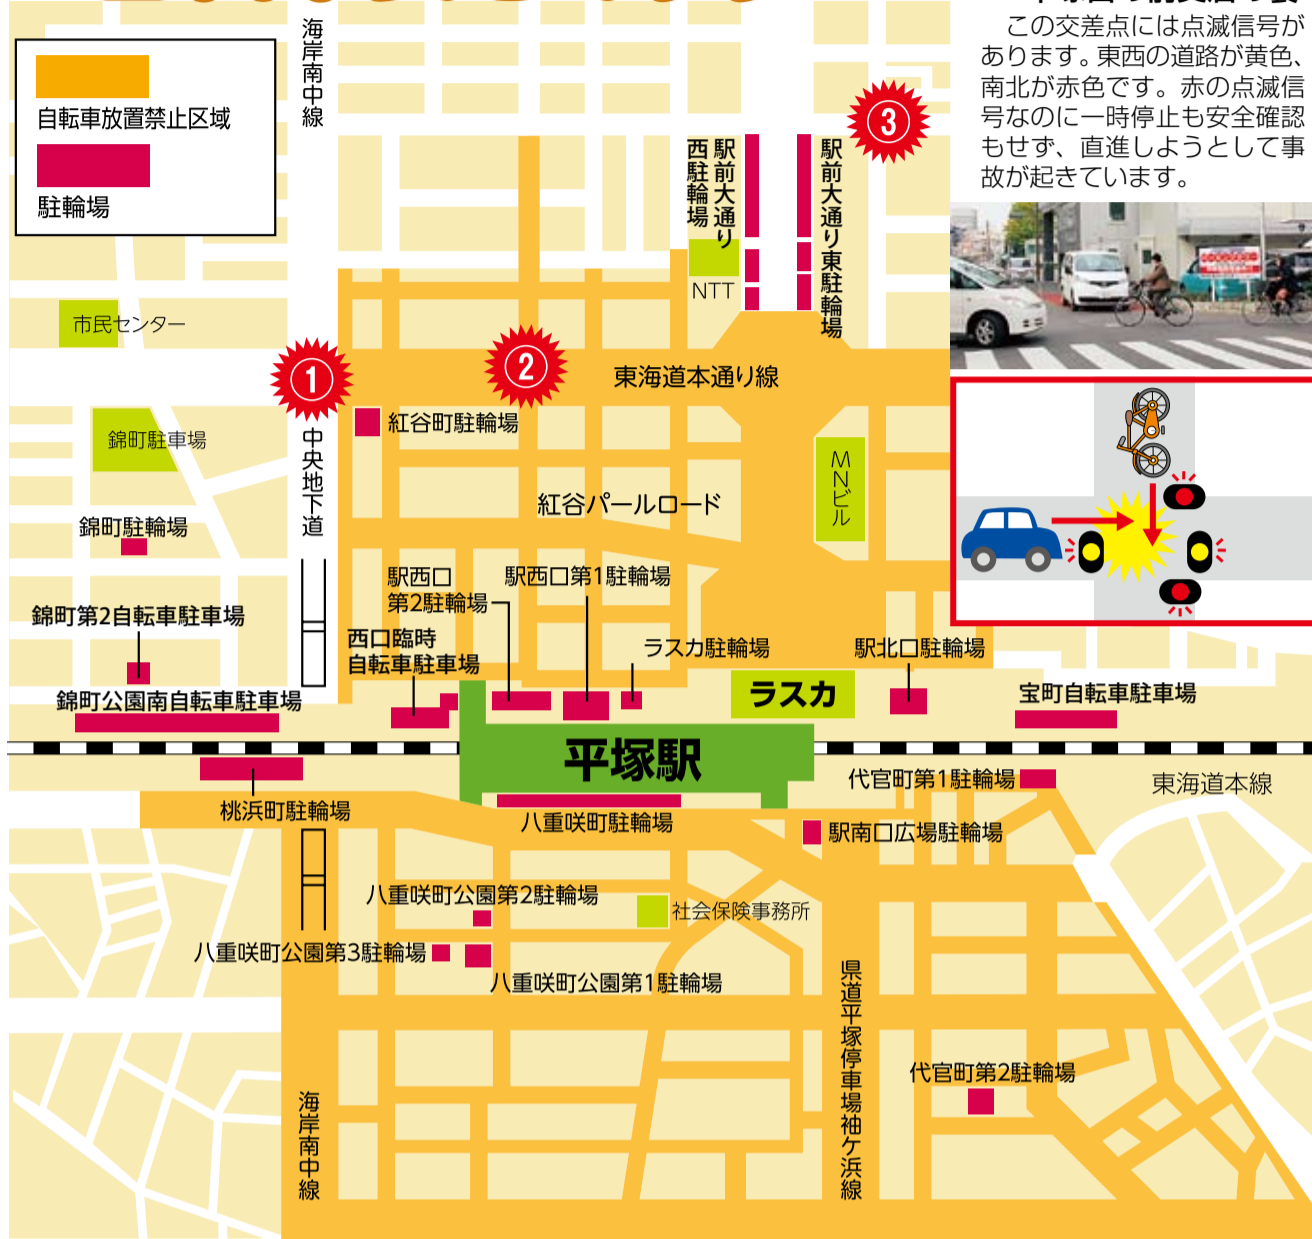 この交差点には点滅信号が
あります。東西の道路が黄色、
南北が赤色です。赤の点滅信
号なのに一時停止も安全確認
もせず、直進しようとして事
故が起きています。
自転車放置禁止区域
駐輪場
海岸南中線
③
駅前大通り
西駐輪場
駅前大通り東駐輪場
NTT
市民センター
①
②
東海道本通り線
紅谷町駐輪場
錦町駐車場
中央地下道
MNビル
紅谷パールロード
錦町駐輪場
駅西口
第2駐輪場
駅西口第1駐輪場
錦町第2自転車駐車場
西口臨時
自転車駐車場
ラスカ駐輪場
駅北口駐輪場
ラスカ
錦町公園南自転車駐車場
宝町自転車駐車場
平塚駅
代官町第1駐輪場
東海道本線
桃浜町駐輪場
八重咲町駐輪場
駅南口広場駐輪場
八重咲町公園第2駐輪場
社会保険事務所
八重咲町公園第3駐輪場
八重咲町公園第1駐輪場
県道平塚停車場袖ケ浜線
代官町第2駐輪場
海岸南中線